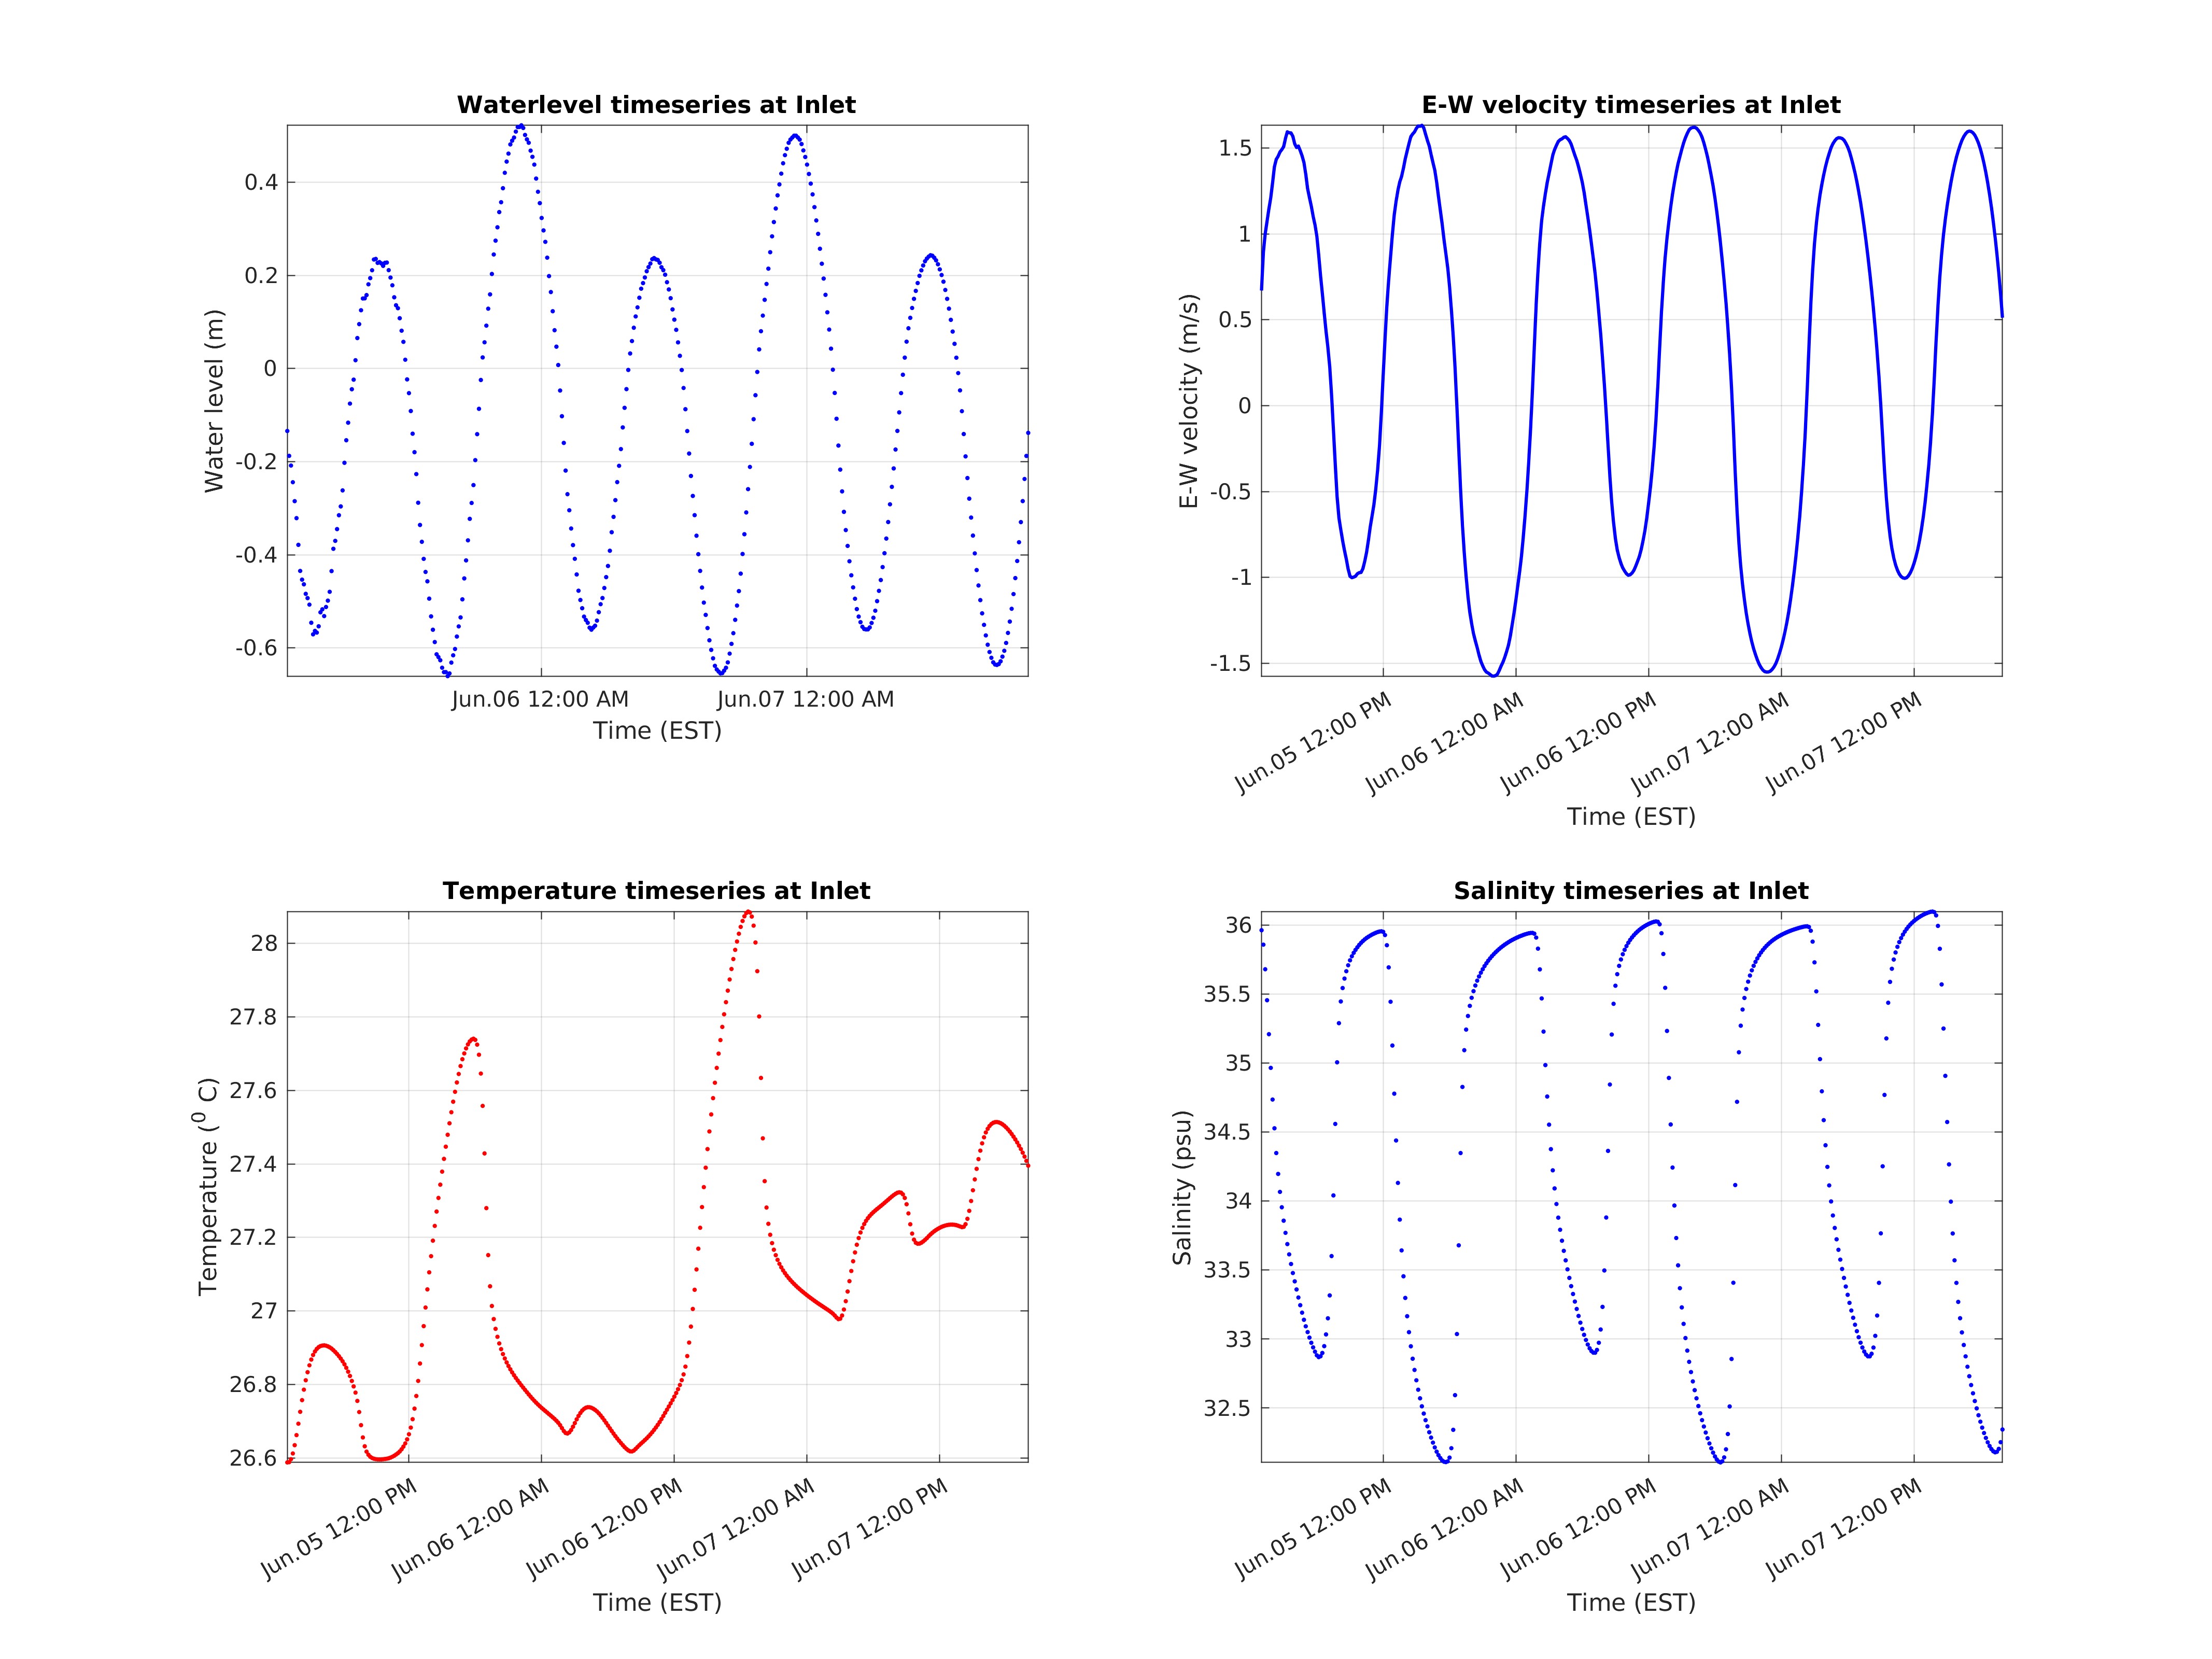 Waterlevel timeseries at Inlet
0.4
0.2
0
-0.2
-0.4
-0.6
Water level (m)
Jun.06 12:00 AM
Jun.07 12:00 AM
Time (EST)
E-W velocity timeseries at Inlet
1.5
1
0.5
0
-0.5
-1
-1.5
E-W velocity (m/s)
Jun.05 12:00 PM
Jun.06 12:00 AM
Jun.06 12:00 PM
Jun.07 12:00 AM
Jun.07 12:00 PM
Time (EST)
Temperature timeseries at Inlet
28
27.8
27.6
27.4
27.2
27
26.8
26.6
Temperature (⁰ C)
Jun.05 12:00 PM
Jun.06 12:00 AM
Jun.06 12:00 PM
Jun.07 12:00 AM
Jun.07 12:00 PM
Time (EST)
Salinity timeseries at Inlet
36
35.5
35
34.5
34
33.5
33
32.5
Salinity (psu)
Jun.05 12:00 PM
Jun.06 12:00 AM
Jun.06 12:00 PM
Jun.07 12:00 AM
Jun.07 12:00 PM
Time (EST)